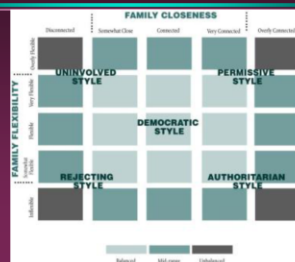 FAMILY CLOSENESS
Disconnected
Somewhat Close
Connected
Very Connected
Overly Connected
FAMILY FLEXIBILITY
Overly Flexible
Very Flexible
Flexible
Somewhat Flexible
Inflexible
UNINVOLVED
STYLE
PERMISSIVE
STYLE
DEMOCRATIC
STYLE
REJECTING
STYLE
AUTHORITARIAN
STYLE
Balanced
Mid-range
Unbalanced